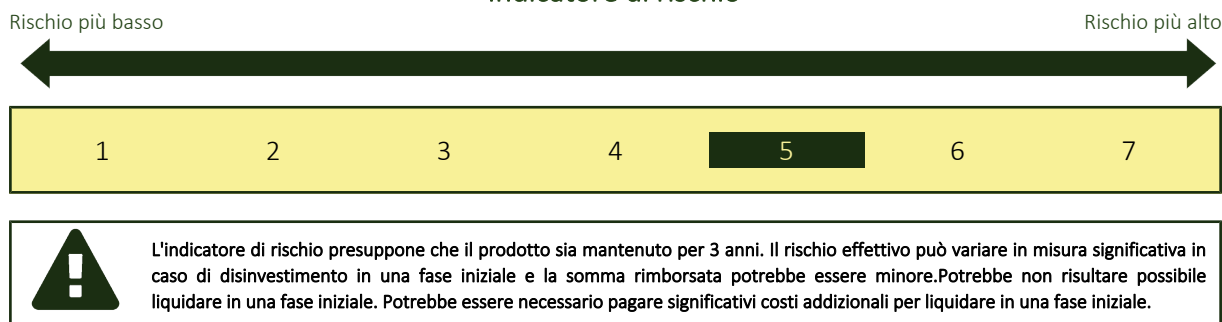 Indicatore di rischio
Rischio più basso
Rischio più alto
1 2 3 4 5 6 7
L'indicatore di rischio presuppone che il prodotto sia mantenuto per 3 anni. Il rischio effettivo può variare in misura significativa in
caso di disinvestimento in una fase iniziale e la somma rimborsata potrebbe essere minore.Potrebbe non risultare possibile
liquidare in una fase iniziale. Potrebbe essere necessario pagare significativi costi addizionali per liquidare in una fase iniziale.